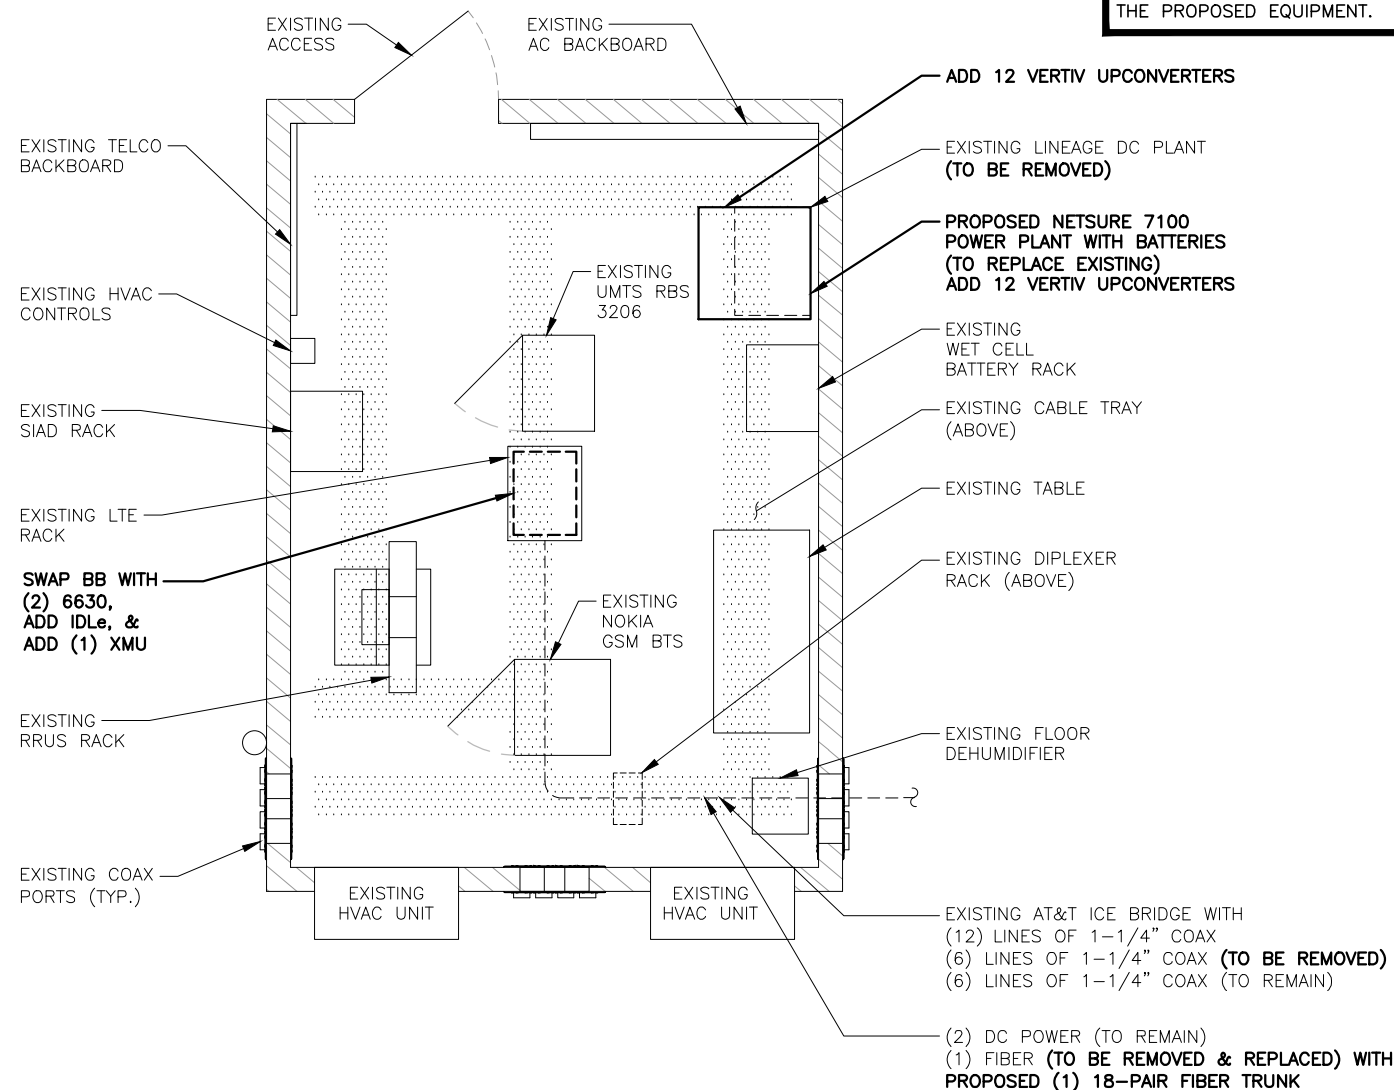 THE PROPOSED EQUIPMENT.
EXISTING
ACCESS
EXISTING
AC BACKBOARD
ADD 12 VERTIV UPCONVERTERS
EXISTING TELCO
BACKBOARD
EXISTING LINEAGE DC PLANT
(TO BE REMOVED)
PROPOSED NETSURE 7100
POWER PLANT WITH BATTERIES
(TO REPLACE EXISTING)
ADD 12 VERTIV UPCONVERTERS
EXISTING HVAC
CONTROLS
EXISTING
UMTS RBS
3206
EXISTING
WET CELL
BATTERY RACK
EXISTING
SIAD RACK
EXISTING CABLE TRAY
(ABOVE)
EXISTING LTE
RACK
EXISTING TABLE
SWAP BB WITH
(2) 6630,
ADD IDLe, &
ADD (1) XMU
EXISTING DIPLEXER
RACK (ABOVE)
EXISTING
NOKIA
GSM BTS
EXISTING
RRUS RACK
EXISTING FLOOR
DEHUMIDIFIER
EXISTING COAX
PORTS (TYP.)
EXISTING
HVAC UNIT
EXISTING
HVAC UNIT
EXISTING AT&T ICE BRIDGE WITH
(12) LINES OF 1-1/4" COAX
(6) LINES OF 1-1/4" COAX (TO BE REMOVED)
(6) LINES OF 1-1/4" COAX (TO REMAIN)
(2) DC POWER (TO REMAIN)
(1) FIBER (TO BE REMOVED & REPLACED) WITH
PROPOSED (1) 18-PAIR FIBER TRUNK